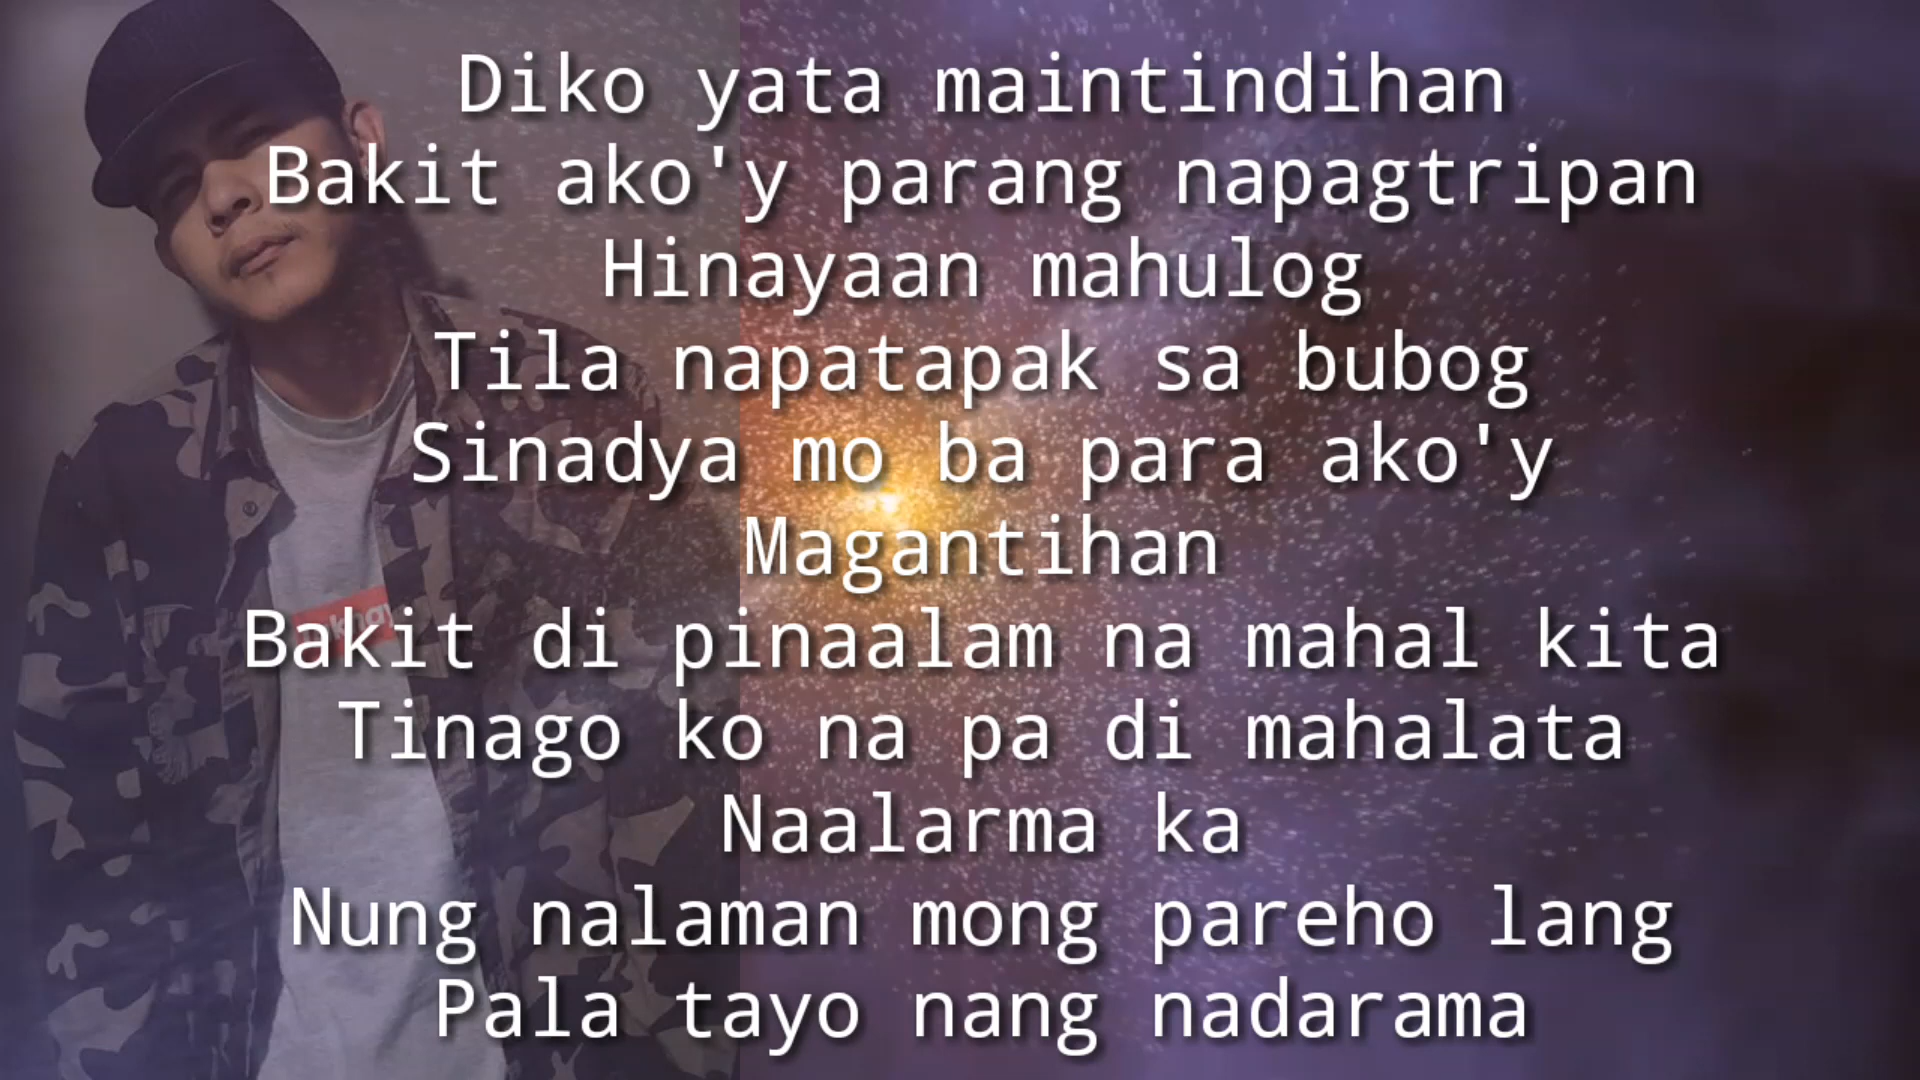 Diko yata maintindihan
Bakit ako'y parang napagtripan
Hinayaan mahulog
Tila napatapak sa bubog
Sinadya mo ba para ako'y
Magantihan
Bakit di pinaalam na mahal kita
Tinago ko na pa di mahalata
Naalarma ka
Nung nalaman mong pareho lang
Pala tayo nang nadarama